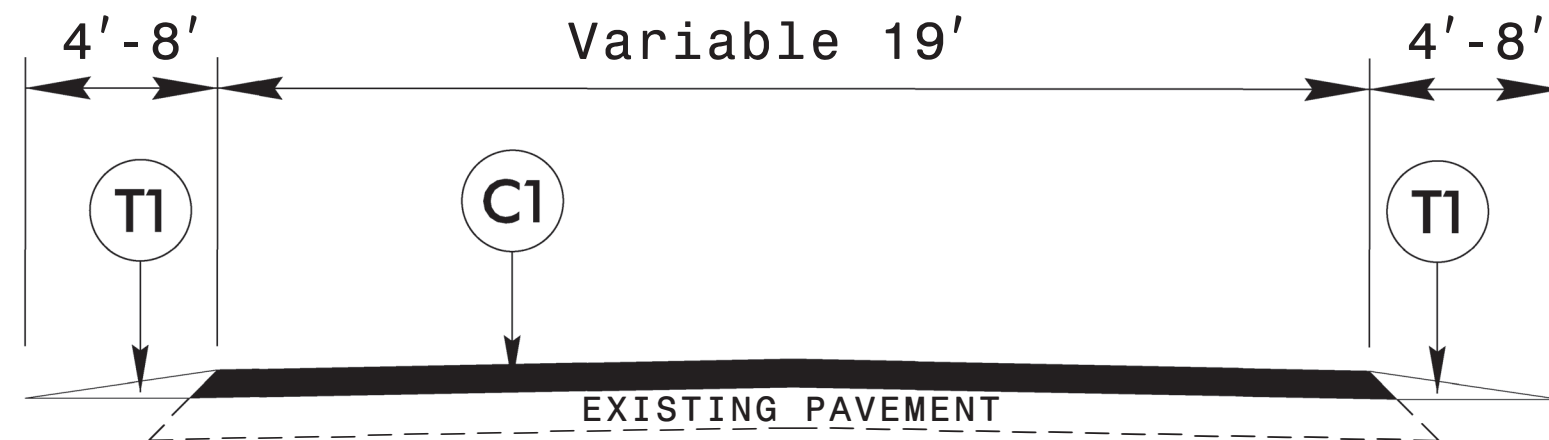 4'-8' Variable 19' 4'-8'
T1 C1 T1
EXISTING PAVEMENT